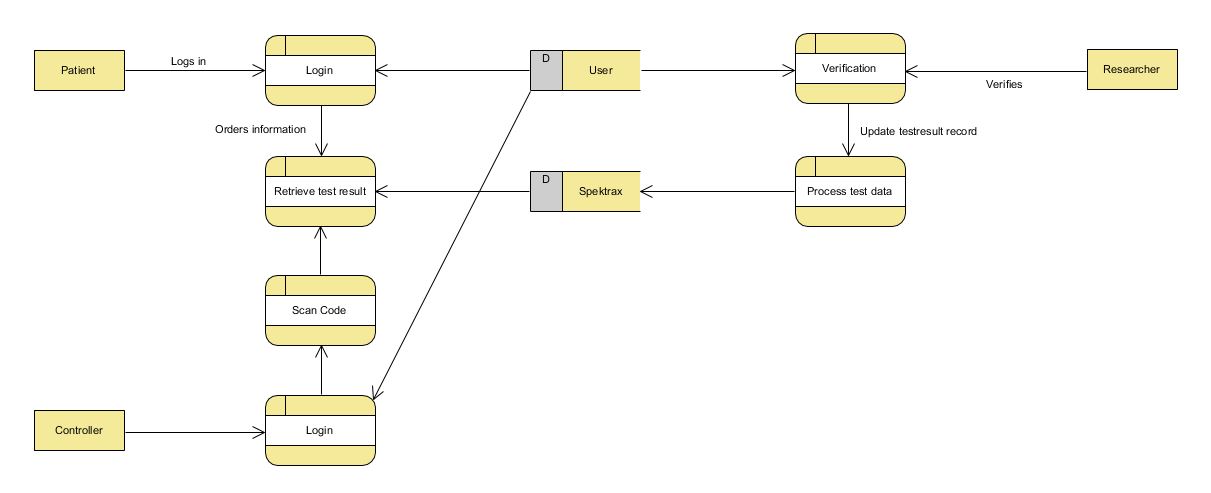 Patient
Logs in
Login
D
User
Verification
Verifies
Researcher
Orders information
Update testresult record
Retrieve test result
D
Spektrax
Process test data
Scan Code
Controller
Login